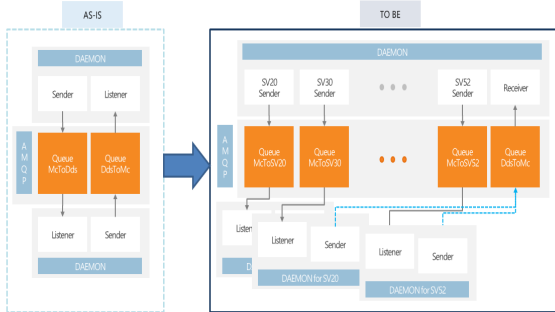 AS-IS
TO BE
DAEMON
Sender
Listener
AMQP
Queue
McToDds
Queue
DdsToMc
Listener
Sender
DAEMON
DAEMON
SV20
Sender
SV30
Sender
SV52
Sender
Receiver
AMQP
Queue
McToSV20
Queue
McToSV30
Queue
McToSV52
Queue
DdsToMc
Listener
Sender
DAEMON for SV20
Listener
Sender
DAEMON for SV52